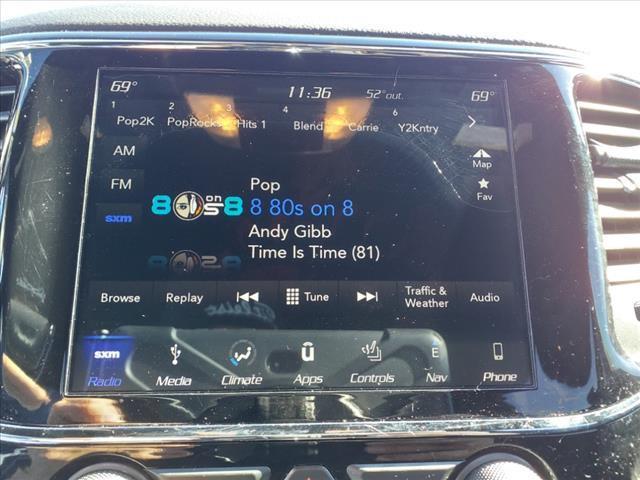 69°
11:36
52° out.
69°
1 2 3 4 6
Pop2K PopRocks Hits 1 Blend Carrie Y2Kntry
AM
FM
sxm
Map
Fav
8 80s on 8
Pop
8 80s on 8
Andy Gibb
Time Is Time (81)
Browse Replay Tune Traffic & Weather Audio
sxm
Radio Media Climate Apps Controls Nav Phone
E